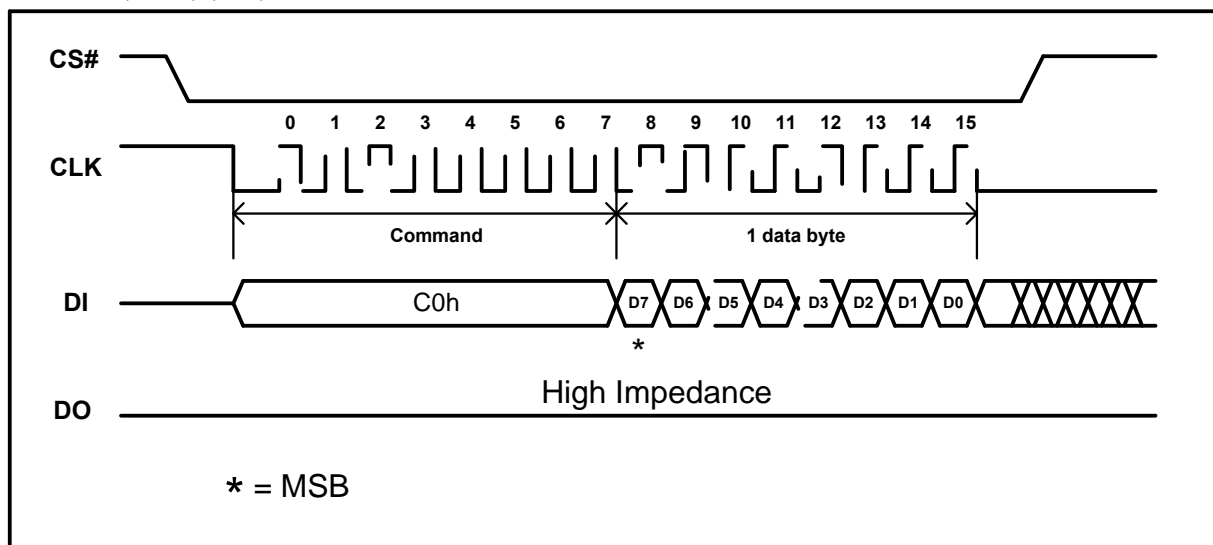 CS#
0 1 2 3 4 5 6 7 8 9 10 11 12 13 14 15
CLK
Command 1 data byte
DI C0h D7 D6 D5 D4 D3 D2 D1 D0
*
High Impedance
DO
* = MSB